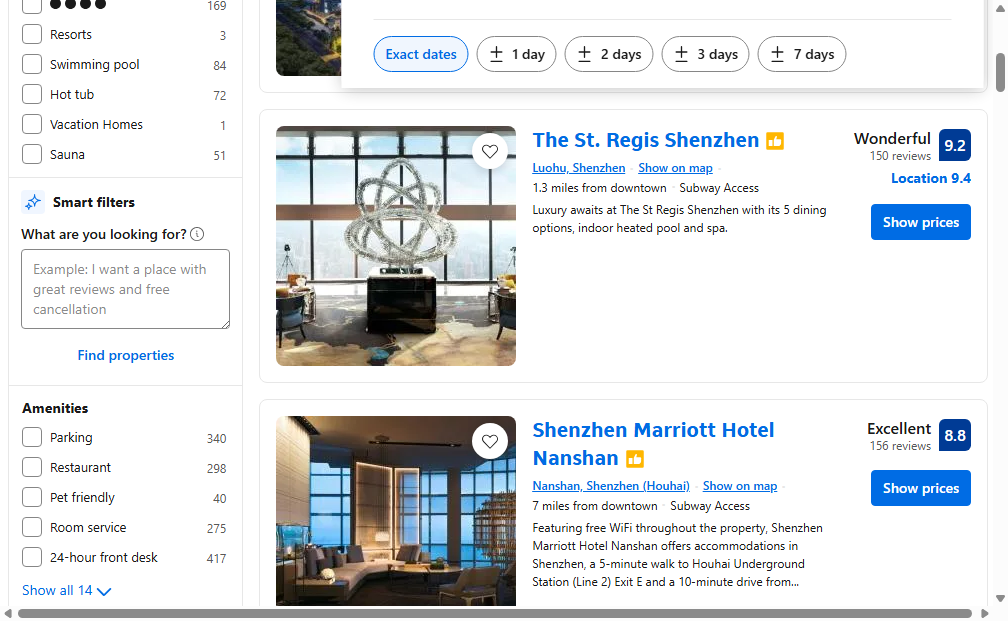 169
Resorts 3
Swimming pool 84
Hot tub 72
Vacation Homes 1
Sauna 51
Smart filters
What are you looking for?
Example: I want a place with
great reviews and free
cancellation
Find properties
Amenities
Parking 340
Restaurant 298
Pet friendly 40
Room service 275
24-hour front desk 417
Show all 14
Exact dates ± 1 day ± 2 days ± 3 days ± 7 days
The St. Regis Shenzhen
Luohu, Shenzhen · Show on map ·
1.3 miles from downtown · Subway Access
Luxury awaits at The St Regis Shenzhen with its 5 dining
options, indoor heated pool and spa.
Wonderful 9.2
150 reviews
Location 9.4
Show prices
Shenzhen Marriott Hotel
Nanshan
Nanshan, Shenzhen (Houhai) · Show on map ·
7 miles from downtown · Subway Access
Featuring free WiFi throughout the property, Shenzhen
Marriott Hotel Nanshan offers accommodations in
Shenzhen, a 5-minute walk to Houhai Underground
Station (Line 2) Exit E and a 10-minute drive from...
Excellent 8.8
156 reviews
Show prices